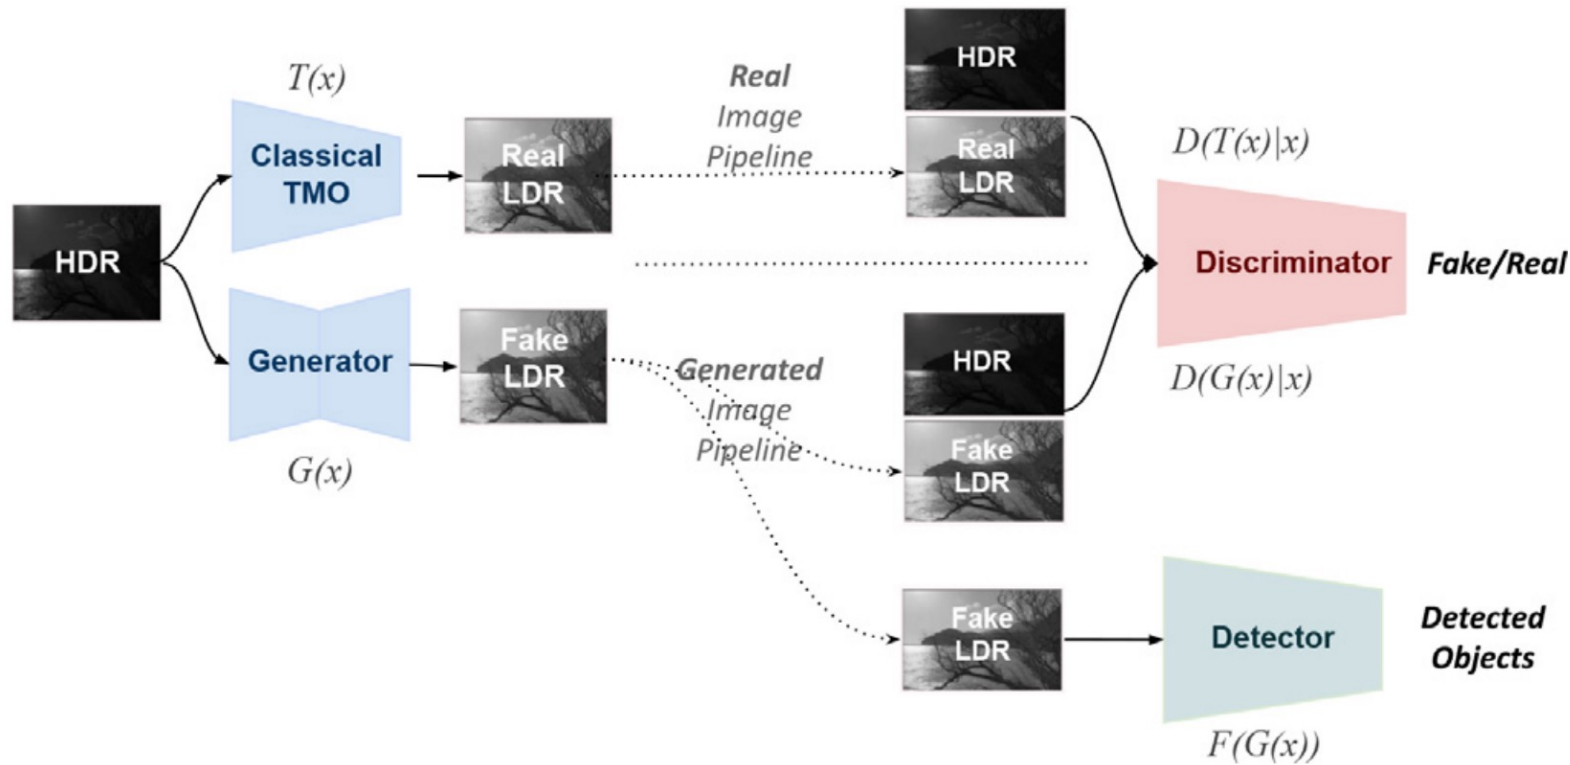 T(x)
Classical
TMO
HDR
Generator
G(x)
Real
LDR
Fake
LDR
Real
Image
Pipeline
Generated
Image
Pipeline
HDR
Real
LDR
HDR
Fake
LDR
Fake
LDR
D(T(x)|x)
Discriminator
D(G(x)|x)
Fake/Real
Detector
F(G(x))
Detected
Objects